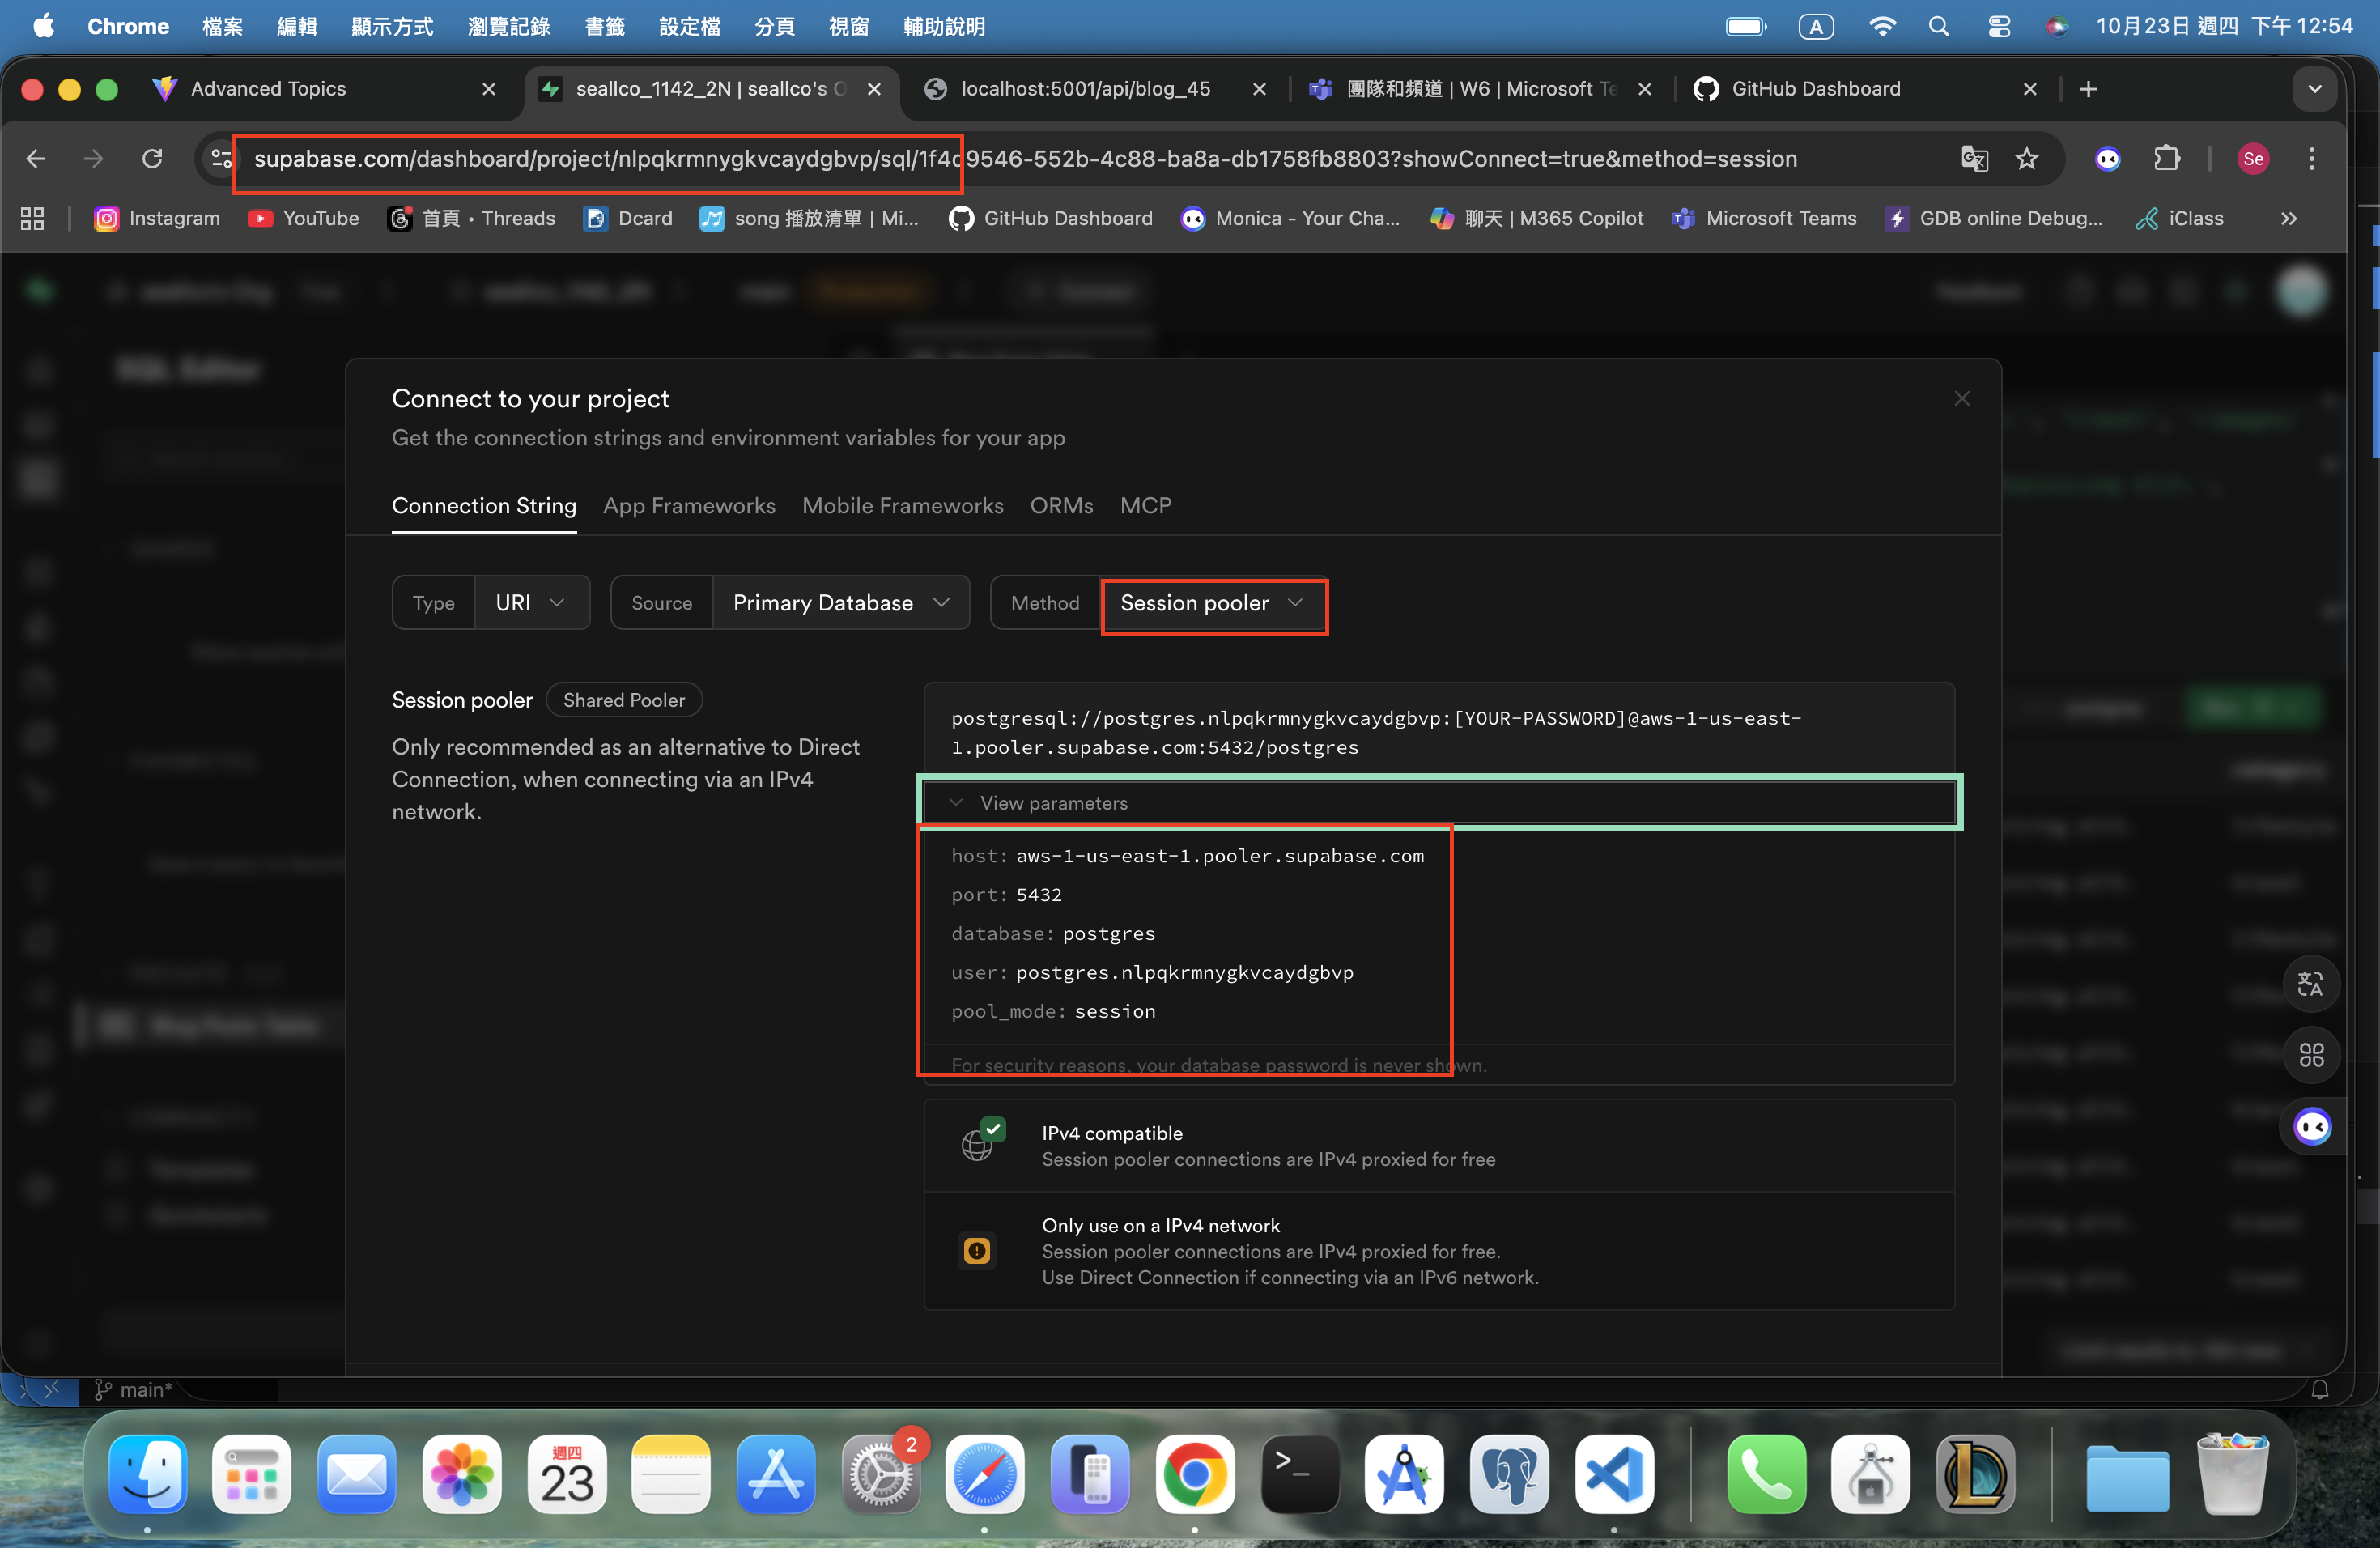 Chrome 檔案 編輯 顯示方式 瀏覽記錄 書籤 設定檔 分頁 視窗 輔助說明 A 10月23日 週四 下午 12:54
Advanced Topics seallco_1142_2N | seallco's O localhost:5001/api/blog_45 團隊和頻道 | W6 | Microsoft Te GitHub Dashboard
supabase.com/dashboard/project/nlpqkrmnygkvcaydgbvp/sql/1f4d9546-552b-4c88-ba8a-db1758fb8803?showConnect=true&method=session Se
Instagram YouTube 首頁 • Threads Dcard song 播放清單 | Mi... GitHub Dashboard Monica - Your Cha... 聊天 | M365 Copilot Microsoft Teams GDB online Debug... iClass
SQL Editor
Connect to your project
Get the connection strings and environment variables for your app
Connection String App Frameworks Mobile Frameworks ORMs MCP
Type URI Source Primary Database Method Session pooler
Session pooler Shared Pooler
Only recommended as an alternative to Direct
Connection, when connecting via an IPv4
network.
postgresql://postgres.nlpqkrmnygkvcaydgbvp:[YOUR-PASSWORD]@aws-1-us-east-
1.pooler.supabase.com:5432/postgres
View parameters
host: aws-1-us-east-1.pooler.supabase.com
port: 5432
database: postgres
user: postgres.nlpqkrmnygkvcaydgbvp
pool_mode: session
For security reasons, your database password is never shown.
IPv4 compatible
Session pooler connections are IPv4 proxied for free
Only use on a IPv4 network
Session pooler connections are IPv4 proxied for free.
Use Direct Connection if connecting via an IPv6 network.
main*
2
週四
23